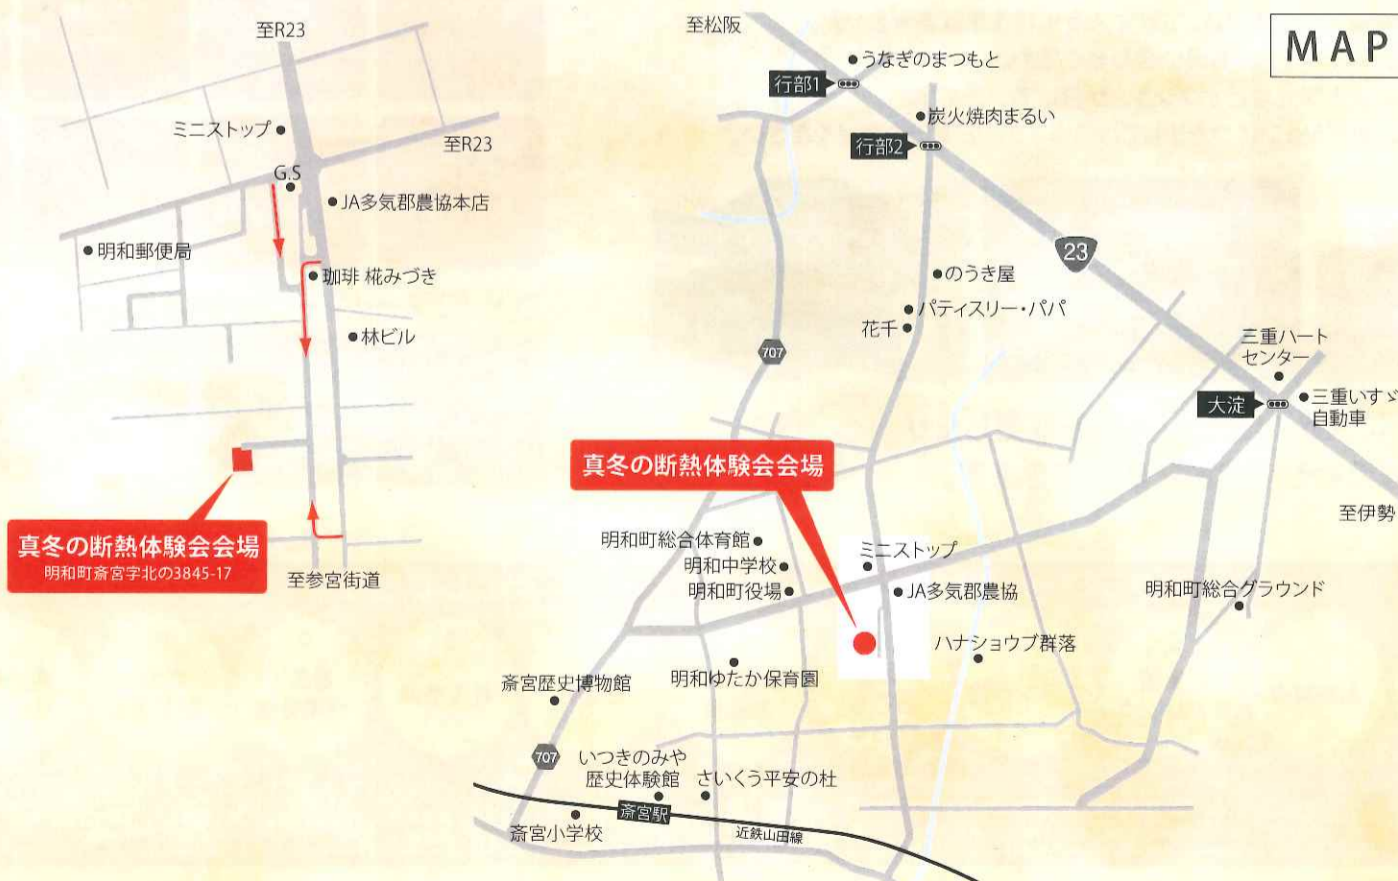 MAP
至R23
ミニストップ
至R23
G.S
JA多気郡農協本店
明和郵便局
珈琲 椛みづき
林ビル
真冬の断熱体験会会場
明和町斎宮字北の3845-17
至参宮街道
至松阪
うなぎのまつもと
行部1
炭火焼肉まるい
行部2
23
のうき屋
パティスリー・パパ
花千
707
三重ハート
センター
大淀
三重いすゞ
自動車
真冬の断熱体験会会場
至伊勢
明和町総合体育館
ミニストップ
明和中学校
明和町役場
JA多気郡農協
明和町総合グラウンド
ハナショウブ群落
明和ゆたか保育園
斎宮歴史博物館
707
いつきのみや
歴史体験館
さいくう平安の杜
斎宮駅
斎宮小学校
近鉄山田線